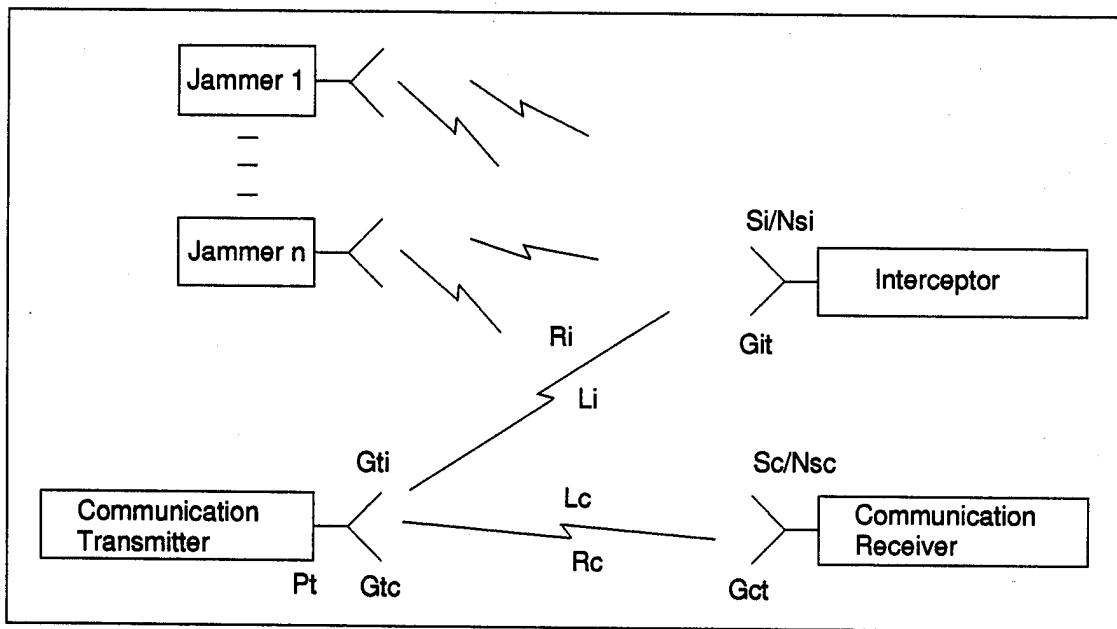 Jammer 1
Jammer n
Si/Nsi
Interceptor
Git
Ri
Li
Gti
Sc/Nsc
Communication
Transmitter
Lc
Communication
Receiver
Rc
Pt
Gtc
Gct